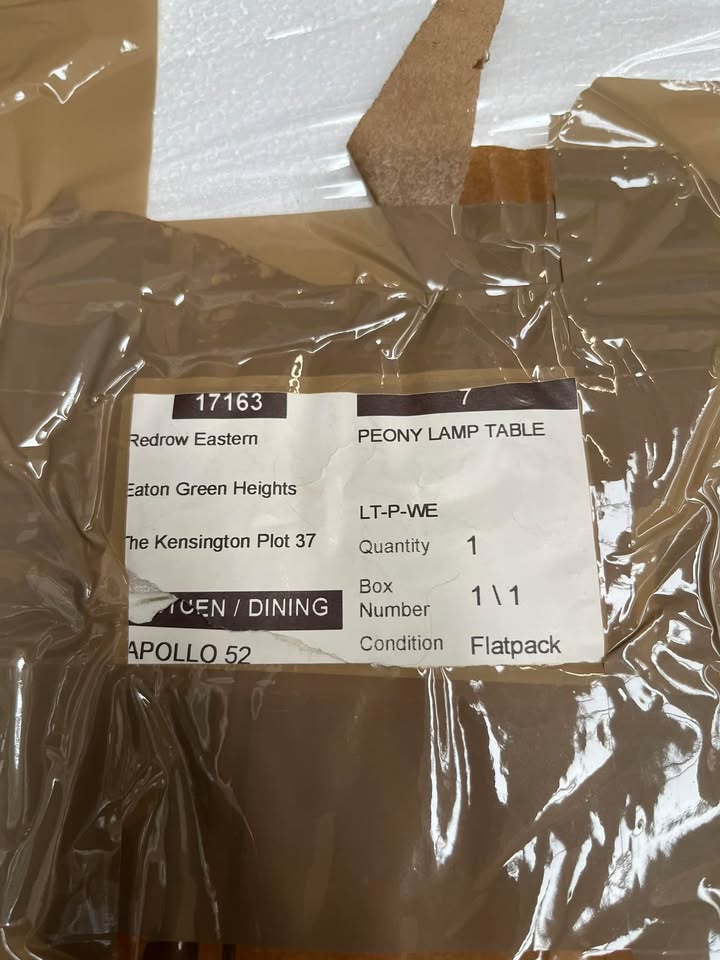 17163
Redrow Eastern
Eaton Green Heights
The Kensington Plot 37
/ DINING
APOLLO 52
7
PEONY LAMP TABLE
LT-P-WE
Quantity 1
Box Number 1 \ 1
Condition Flatpack